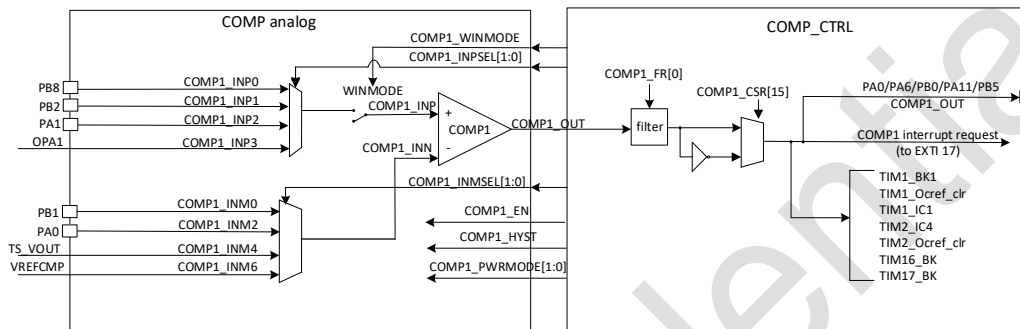 COMP analog
COMP_CTRL
COMP1_WINMODE
COMP1_INPSEL[1:0]
WINMODE
PB8
COMP1_INP0
PB2
COMP1_INP1
PA1
COMP1_INP2
OPA1
COMP1_INP3
COMP1_INP
+
COMP1
-
COMP1_INN
COMP1_OUT
COMP1_FR[0]
filter
COMP1_CSR[15]
PA0/PA6/PB0/PA11/PB5
COMP1_OUT
COMP1 interrupt request
(to EXTI 17)
COMP1_INMSEL[1:0]
PB1
COMP1_INM0
PA0
COMP1_INM2
TS_VOUT
COMP1_INM4
VREFCMP
COMP1_INM6
COMP1_EN
COMP1_HYST
COMP1_PWRMODE[1:0]
TIM1_BK1
TIM1_Ocref_clr
TIM1_IC1
TIM2_IC4
TIM2_Ocref_clr
TIM16_BK
TIM17_BK